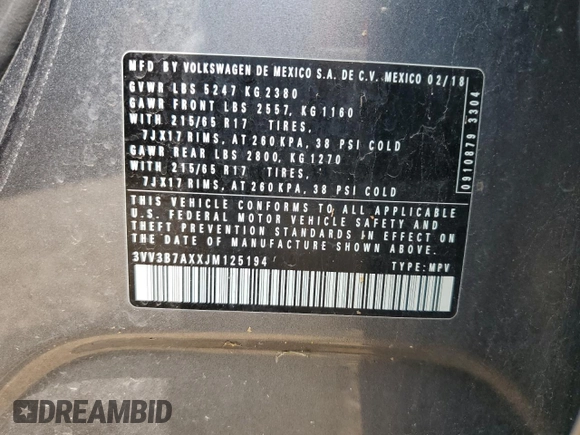 MFD BY VOLKSWAGEN DE MEXICO S.A. DE C.V. MEXICO 02/18
GVWR LBS 5247 KG 2380
GAWR FRONT LBS 2557, KG 1160
WITH 215/65 R17 TIRES,
7JX17 RIMS, AT 260 KPA, 38 PSI COLD
GAWR REAR LBS 2800, KG 1270
WITH 215/65 R17 TIRES,
7JX17 RIMS, AT 260 KPA, 38 PSI COLD
THIS VEHICLE CONFORMS TO ALL APPLICABLE
U.S. FEDERAL MOTOR VEHICLE SAFETY AND
THEFT PREVENTION STANDARDS IN EFFECT ON
THE DATE OF MANUFACTURE SHOWN ABOVE.
3VV3B7AXXJM125194 TYPE: MPV
0910879 3304
DREAMBID